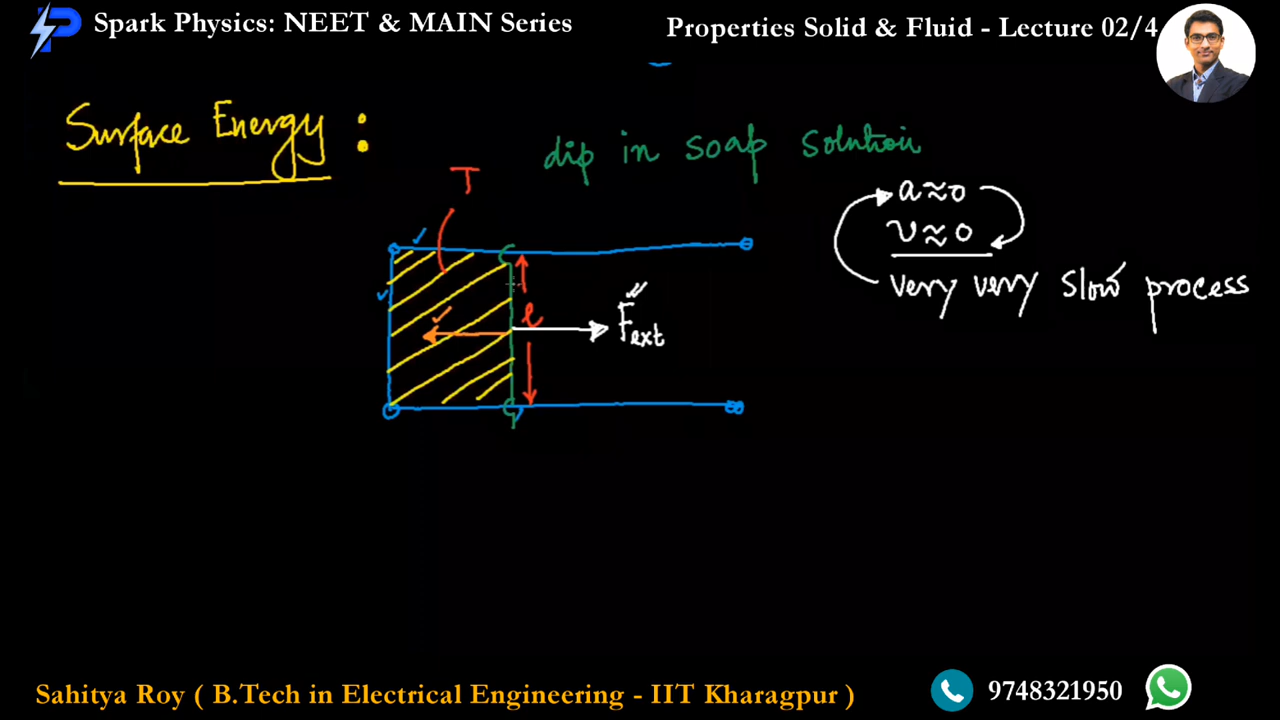 Spark Physics: NEET & MAIN Series
Properties Solid & Fluid - Lecture 02/4
Surface Energy :
dip in soap solution
T
a≈0
v≈0
very very slow process
l
Fext
Sahitya Roy ( B.Tech in Electrical Engineering - IIT Kharagpur )
9748321950